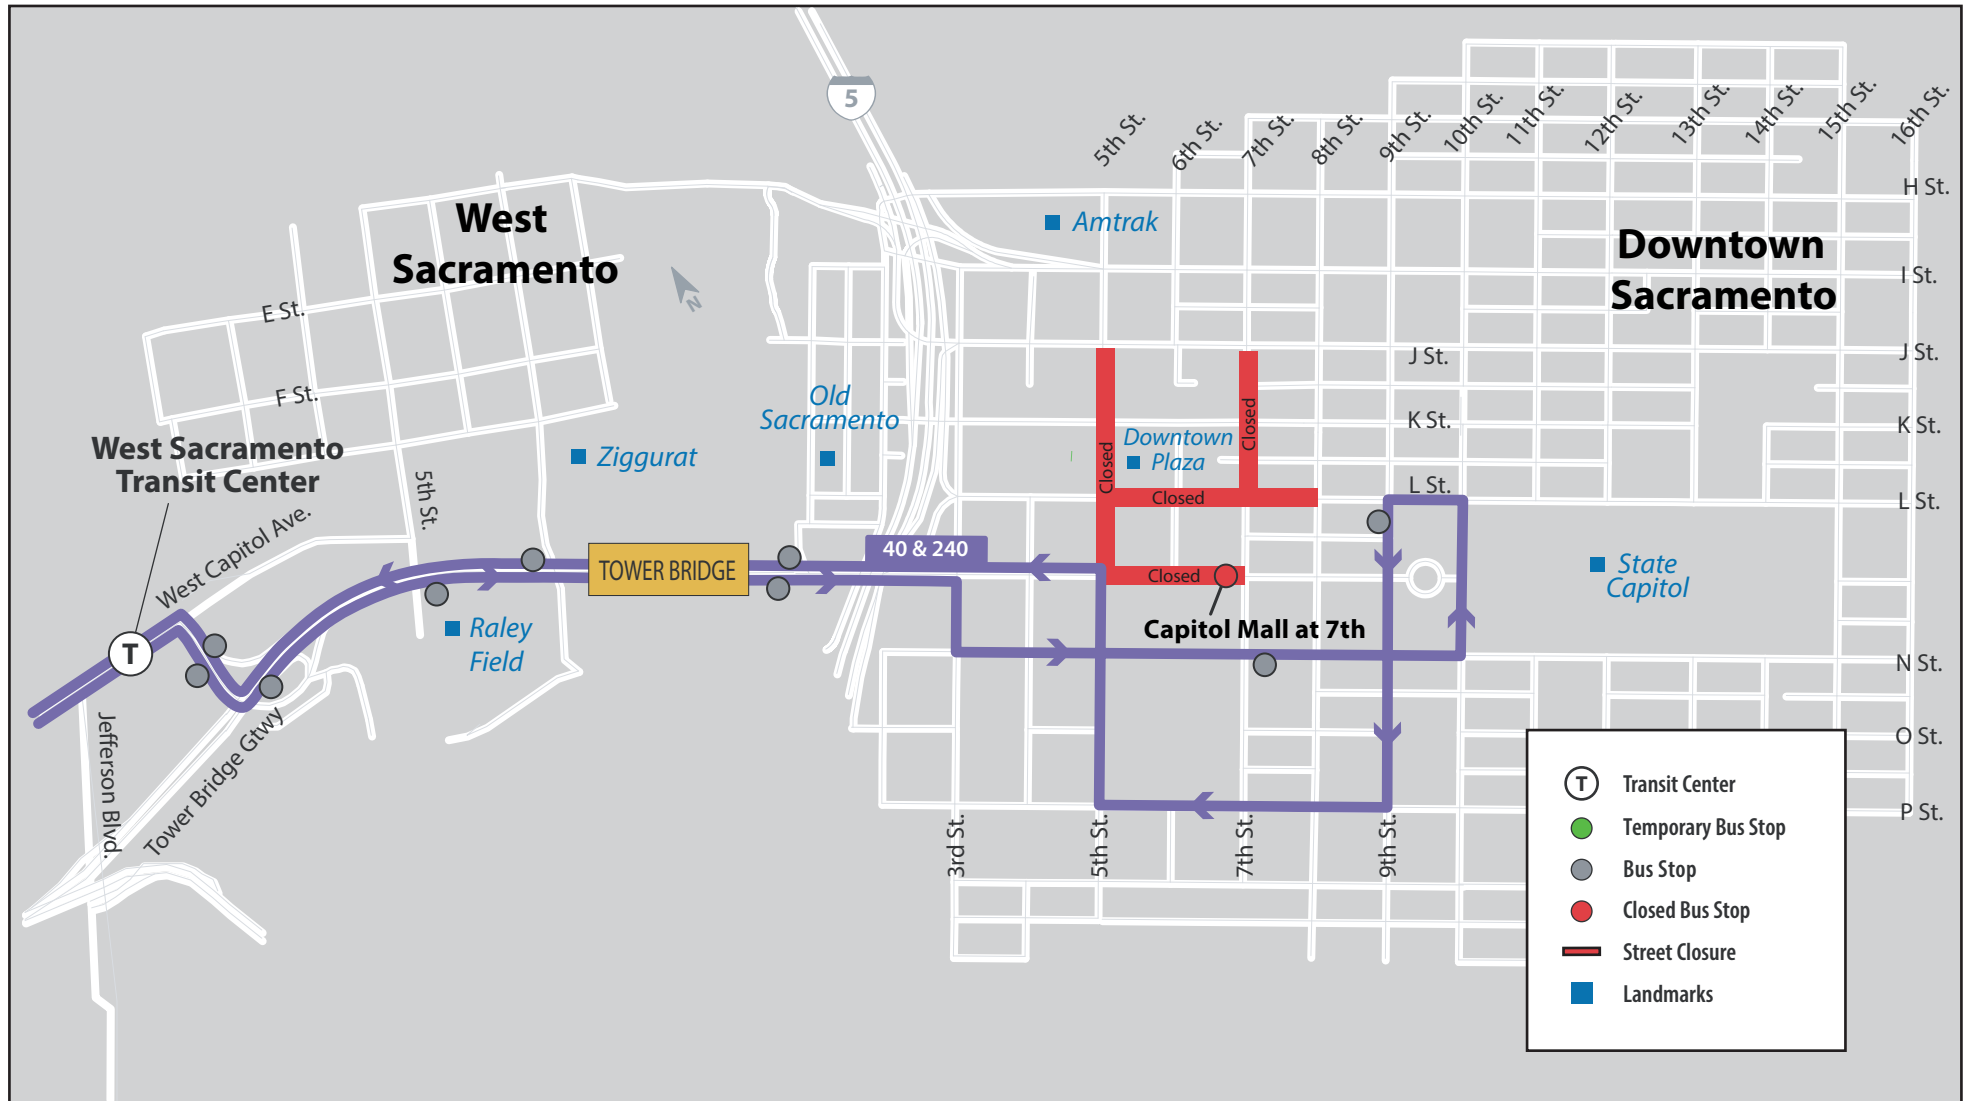 5
5th St.
6th St.
7th St.
8th St.
9th St.
10th St.
11th St.
12th St.
13th St.
14th St.
15th St.
16th St.
H St.
West
Sacramento
Amtrak
Downtown
Sacramento
I St.
N
E St.
J St.
J St.
F St.
Old
Sacramento
K St.
K St.
Closed
Closed
Downtown
Plaza
West Sacramento
Transit Center
Ziggurat
L St.
L St.
Closed
5th St.
West Capitol Ave.
40 & 240
TOWER BRIDGE
Closed
State
Capitol
Raley
Field
Capitol Mall at 7th
T
N St.
Jefferson Blvd.
Tower Bridge Gtwy
O St.
P St.
3rd St.
5th St.
7th St.
9th St.
T Transit Center
Temporary Bus Stop
Bus Stop
Closed Bus Stop
Street Closure
Landmarks